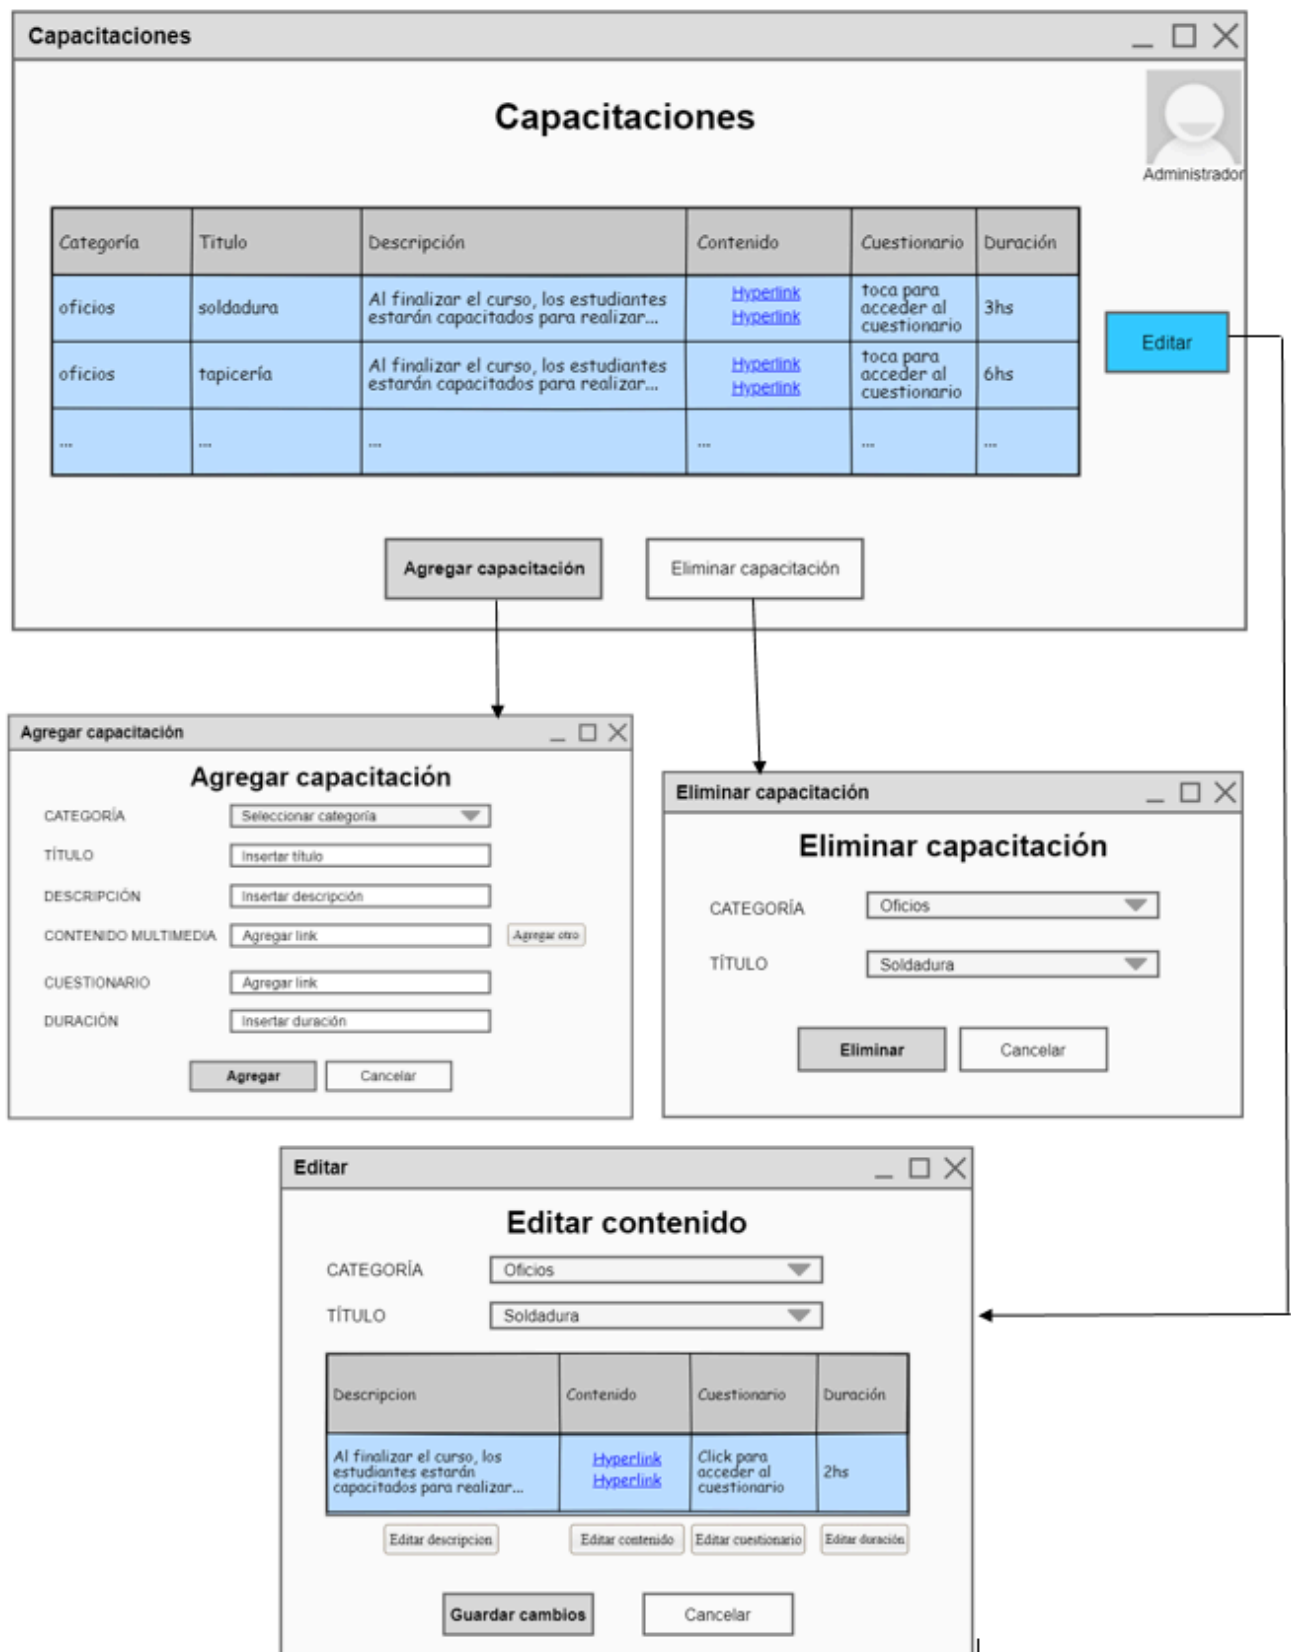 Capacitaciones
Capacitaciones
Administrador
Categoría Titulo Descripción Contenido Cuestionario Duración
oficios soldadura Al finalizar el curso, los estudiantes estarán capacitados para realizar... Hyperlink Hyperlink toca para acceder al cuestionario 3hs
oficios tapicería Al finalizar el curso, los estudiantes estarán capacitados para realizar... Hyperlink Hyperlink toca para acceder al cuestionario 6hs
... ... ... ... ... ...
Editar
Agregar capacitación Eliminar capacitación
Agregar capacitación
Agregar capacitación
CATEGORÍA Seleccionar categoría
TÍTULO Insertar título
DESCRIPCIÓN Insertar descripción
CONTENIDO MULTIMEDIA Agregar link Agregar otro
CUESTIONARIO Agregar link
DURACIÓN Insertar duración
Agregar Cancelar
Eliminar capacitación
Eliminar capacitación
CATEGORÍA Oficios
TÍTULO Soldadura
Eliminar Cancelar
Editar
Editar contenido
CATEGORÍA Oficios
TÍTULO Soldadura
Descripcion Contenido Cuestionario Duración
Al finalizar el curso, los estudiantes estarán capacitados para realizar... Hyperlink Hyperlink Click para acceder al cuestionario 2hs
Editar descripcion Editar contenido Editar cuestionario Editar duración
Guardar cambios Cancelar